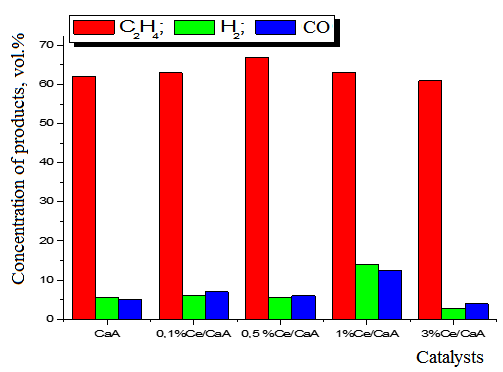 C2H4; H2; CO
Concentration of products, vol.%
70
60
50
40
30
20
10
0
CaA 0,1%Ce/CaA 0,5 %Ce/CaA 1%Ce/CaA 3%Ce/CaA
Catalysts